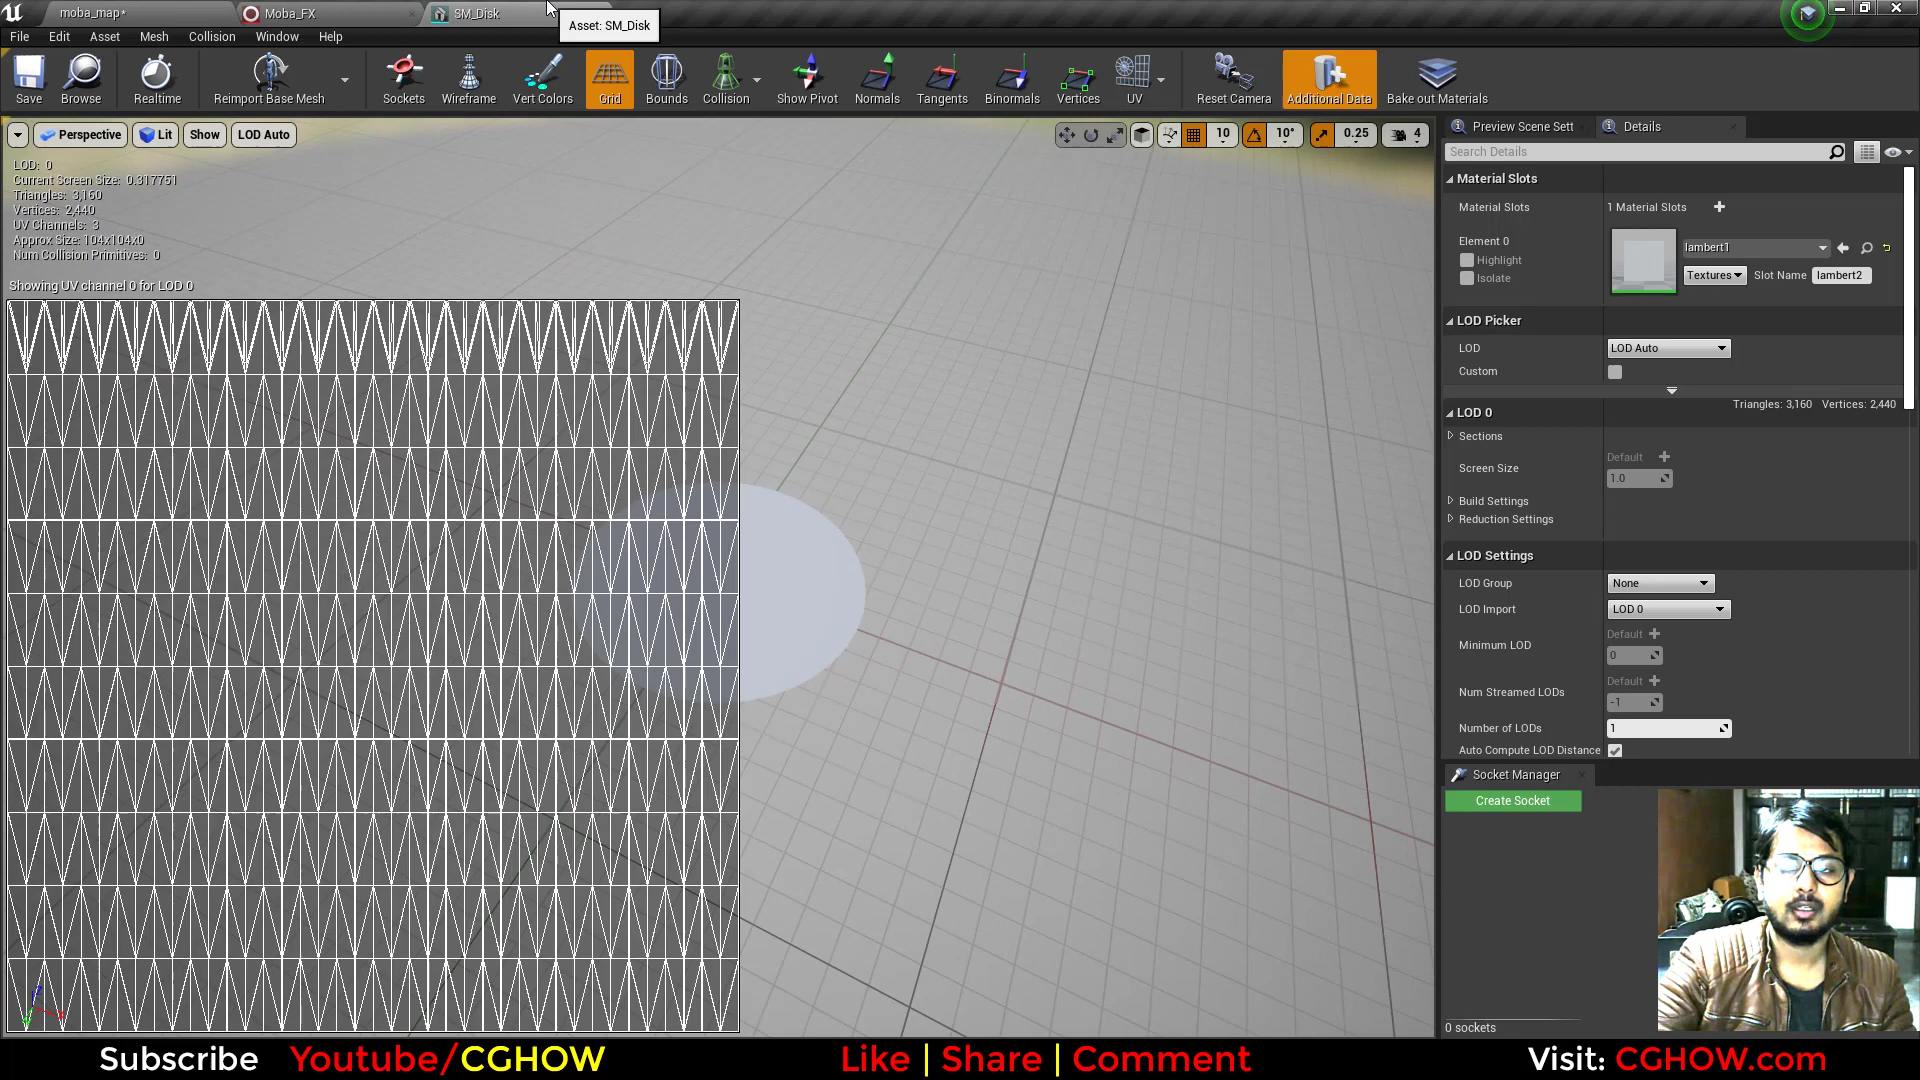 moba_map*
Moba_FX
SM_Disk
Asset: SM_Disk
File Edit Asset Mesh Collision Window Help
Save Browse Realtime Reimport Base Mesh Sockets Wireframe Vert Colors Grid Bounds Collision Show Pivot Normals Tangents Binormals Vertices UV Reset Camera Additional Data Bake out Materials
Perspective Lit Show LOD Auto 10 10° 0.25 4
LOD: 0
Current Screen Size: 0.317751
Triangles: 3,160
Vertices: 2,440
UV Channels: 3
Approx Size: 104x104x0
Num Collision Primitives: 0
Showing UV channel 0 for LOD 0
Preview Scene Sett Details
Search Details
Material Slots
Material Slots 1 Material Slots
Element 0
Highlight
Isolate
lambert1
Textures Slot Name lambert2
LOD Picker
LOD LOD Auto
Custom
LOD 0 Triangles: 3,160 Vertices: 2,440
Sections
Screen Size Default
1.0
Build Settings
Reduction Settings
LOD Settings
LOD Group None
LOD Import LOD 0
Minimum LOD Default
0
Num Streamed LODs Default
-1
Number of LODs 1
Auto Compute LOD Distance
Socket Manager
Create Socket
0 sockets
Z
X
Subscribe Youtube/CGHOW Like | Share | Comment Visit: CGHOW.com